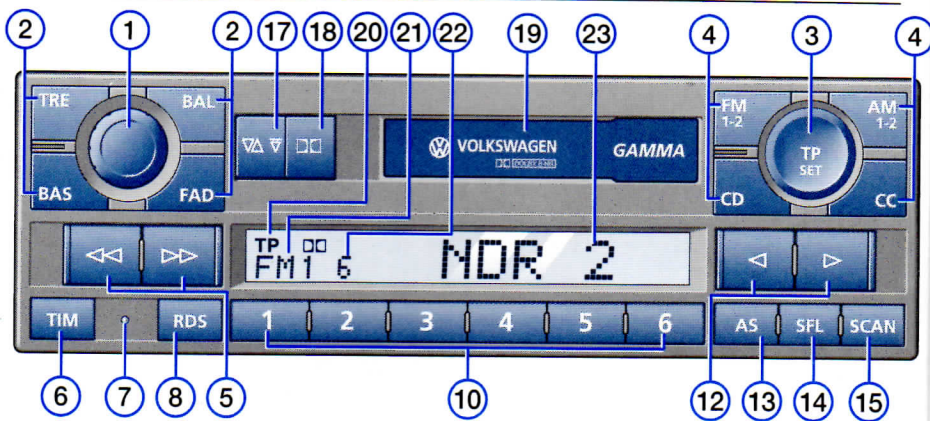 2 1 2 17 18 20 21 22 19 23 4 3 4
TRE BAL
BAS FAD
VOLKSWAGEN
DOLBY B NR
GAMMA
FM
1-2
AM
1-2
TP
SET
CD CC
TP
FM1 6 NDR 2
TIM RDS
1 2 3 4 5 6
AS SFL SCAN
6 7 8 5 10 12 13 14 15